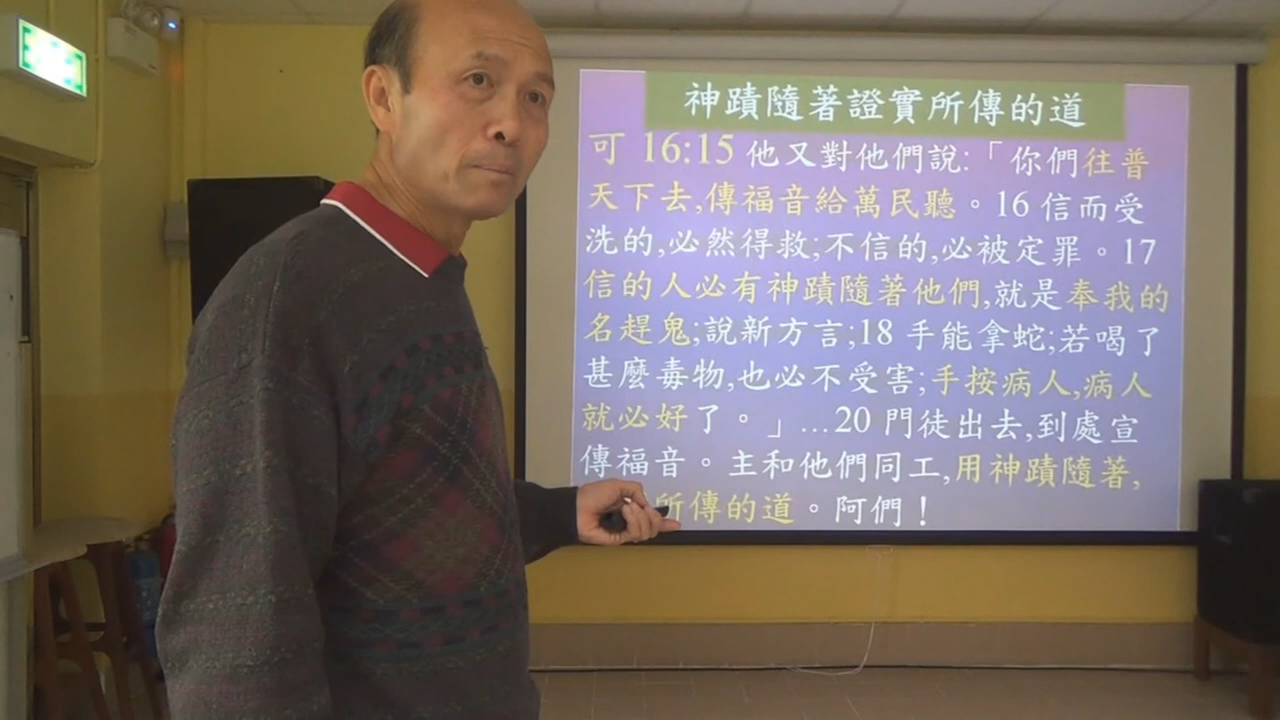 神蹟隨著證實所傳的道
可 16:15 他又對他們說:「你們往普
天下去,傳福音給萬民聽。16 信而受
洗的,必然得救;不信的,必被定罪。17
信的人必有神蹟隨著他們,就是奉我的
名趕鬼;說新方言;18 手能拿蛇;若喝了
甚麼毒物,也必不受害;手按病人,病人
就必好了。」…20 門徒出去,到處宣
傳福音。主和他們同工,用神蹟隨著,
所傳的道。阿們!